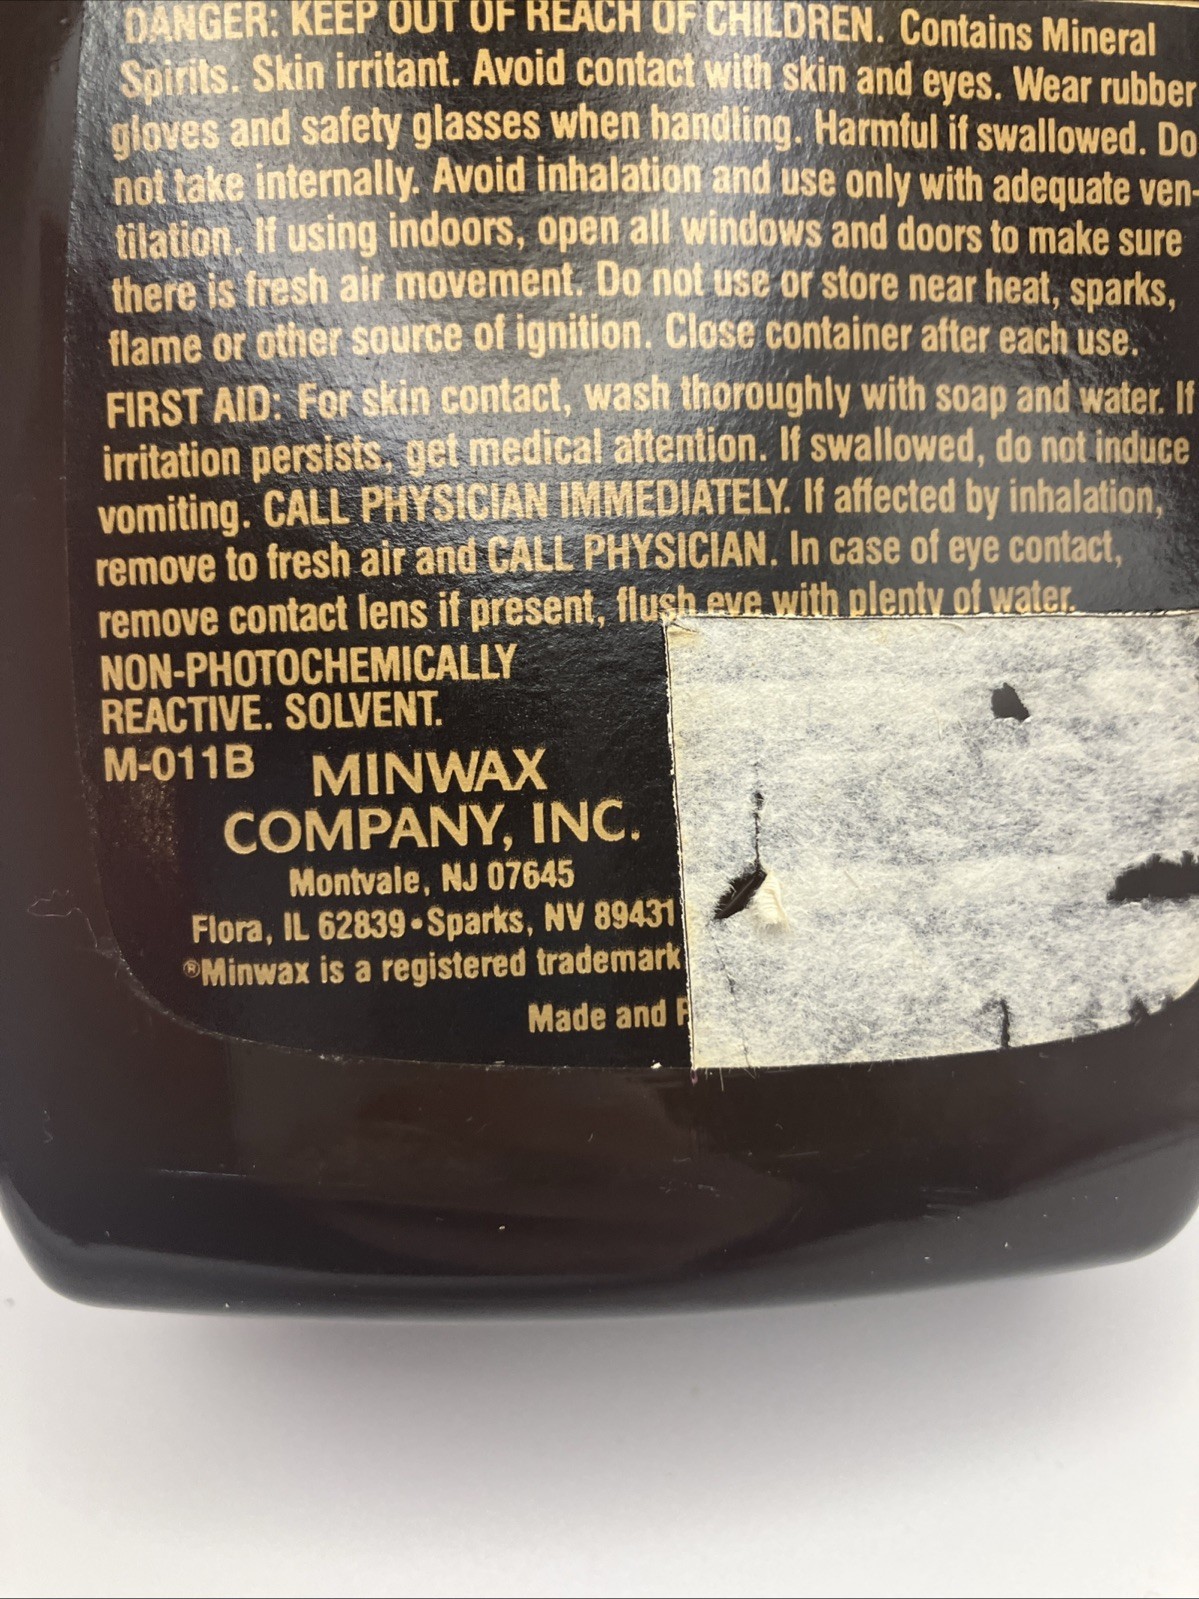 DANGER: KEEP OUT OF REACH OF CHILDREN. Contains Mineral
Spirits. Skin irritant. Avoid contact with skin and eyes. Wear rubber
gloves and safety glasses when handling. Harmful if swallowed. Do
not take internally. Avoid inhalation and use only with adequate ven-
tilation. If using indoors, open all windows and doors to make sure
there is fresh air movement. Do not use or store near heat, sparks,
flame or other source of ignition. Close container after each use.
FIRST AID: For skin contact, wash thoroughly with soap and water. If
irritation persists, get medical attention. If swallowed, do not induce
vomiting. CALL PHYSICIAN IMMEDIATELY. If affected by inhalation,
remove to fresh air and CALL PHYSICIAN. In case of eye contact,
remove contact lens if present, flush eye with plenty of water.
NON-PHOTOCHEMICALLY
REACTIVE. SOLVENT.
M-011B
MINWAX
COMPANY, INC.
Montvale, NJ 07645
Flora, IL 62839 • Sparks, NV 89431
®Minwax is a registered trademark
Made and